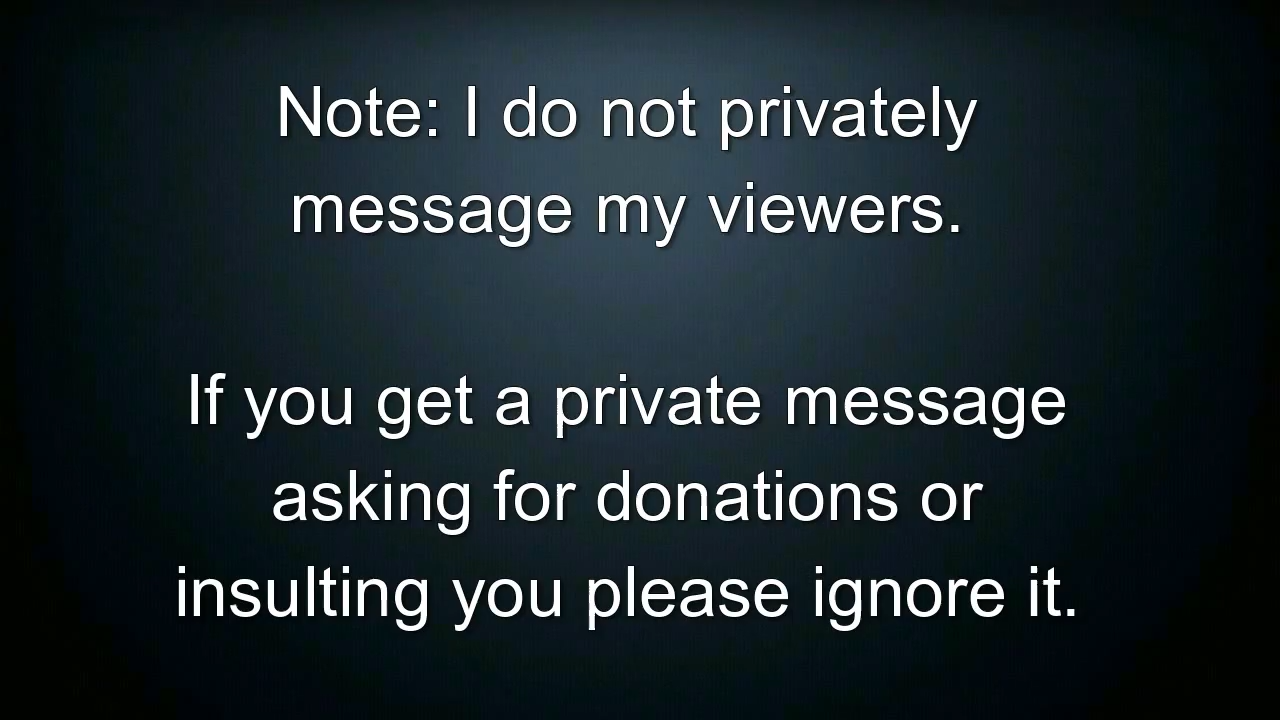 Note: I do not privately
message my viewers.
If you get a private message
asking for donations or
insulting you please ignore it.